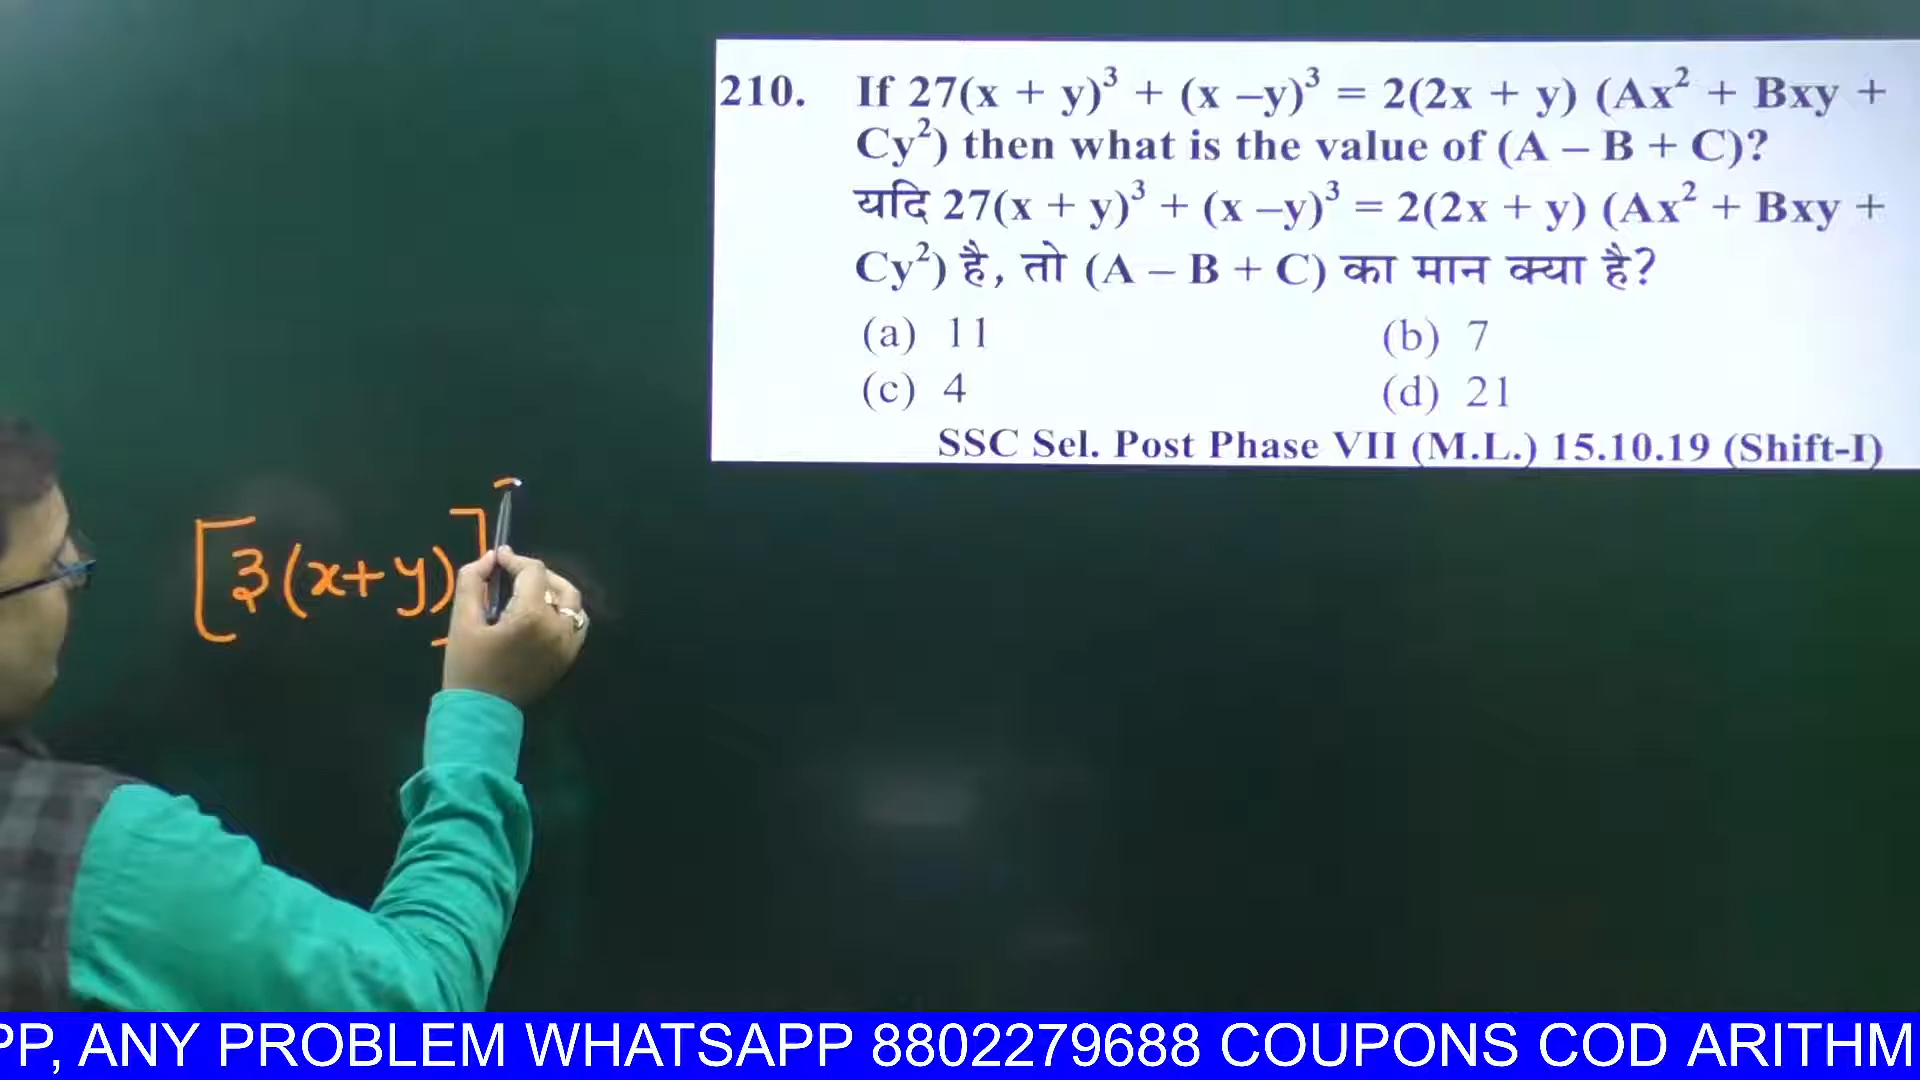 210. If 27(x + y)³ + (x –y)³ = 2(2x + y) (Ax² + Bxy +
Cy²) then what is the value of (A – B + C)?
यदि 27(x + y)³ + (x –y)³ = 2(2x + y) (Ax² + Bxy +
Cy²) है, तो (A – B + C) का मान क्या है?
(a) 11 (b) 7
(c) 4 (d) 21
SSC Sel. Post Phase VII (M.L.) 15.10.19 (Shift-I)
[3(x+y)]
PP, ANY PROBLEM WHATSAPP 8802279688 COUPONS COD ARITHM